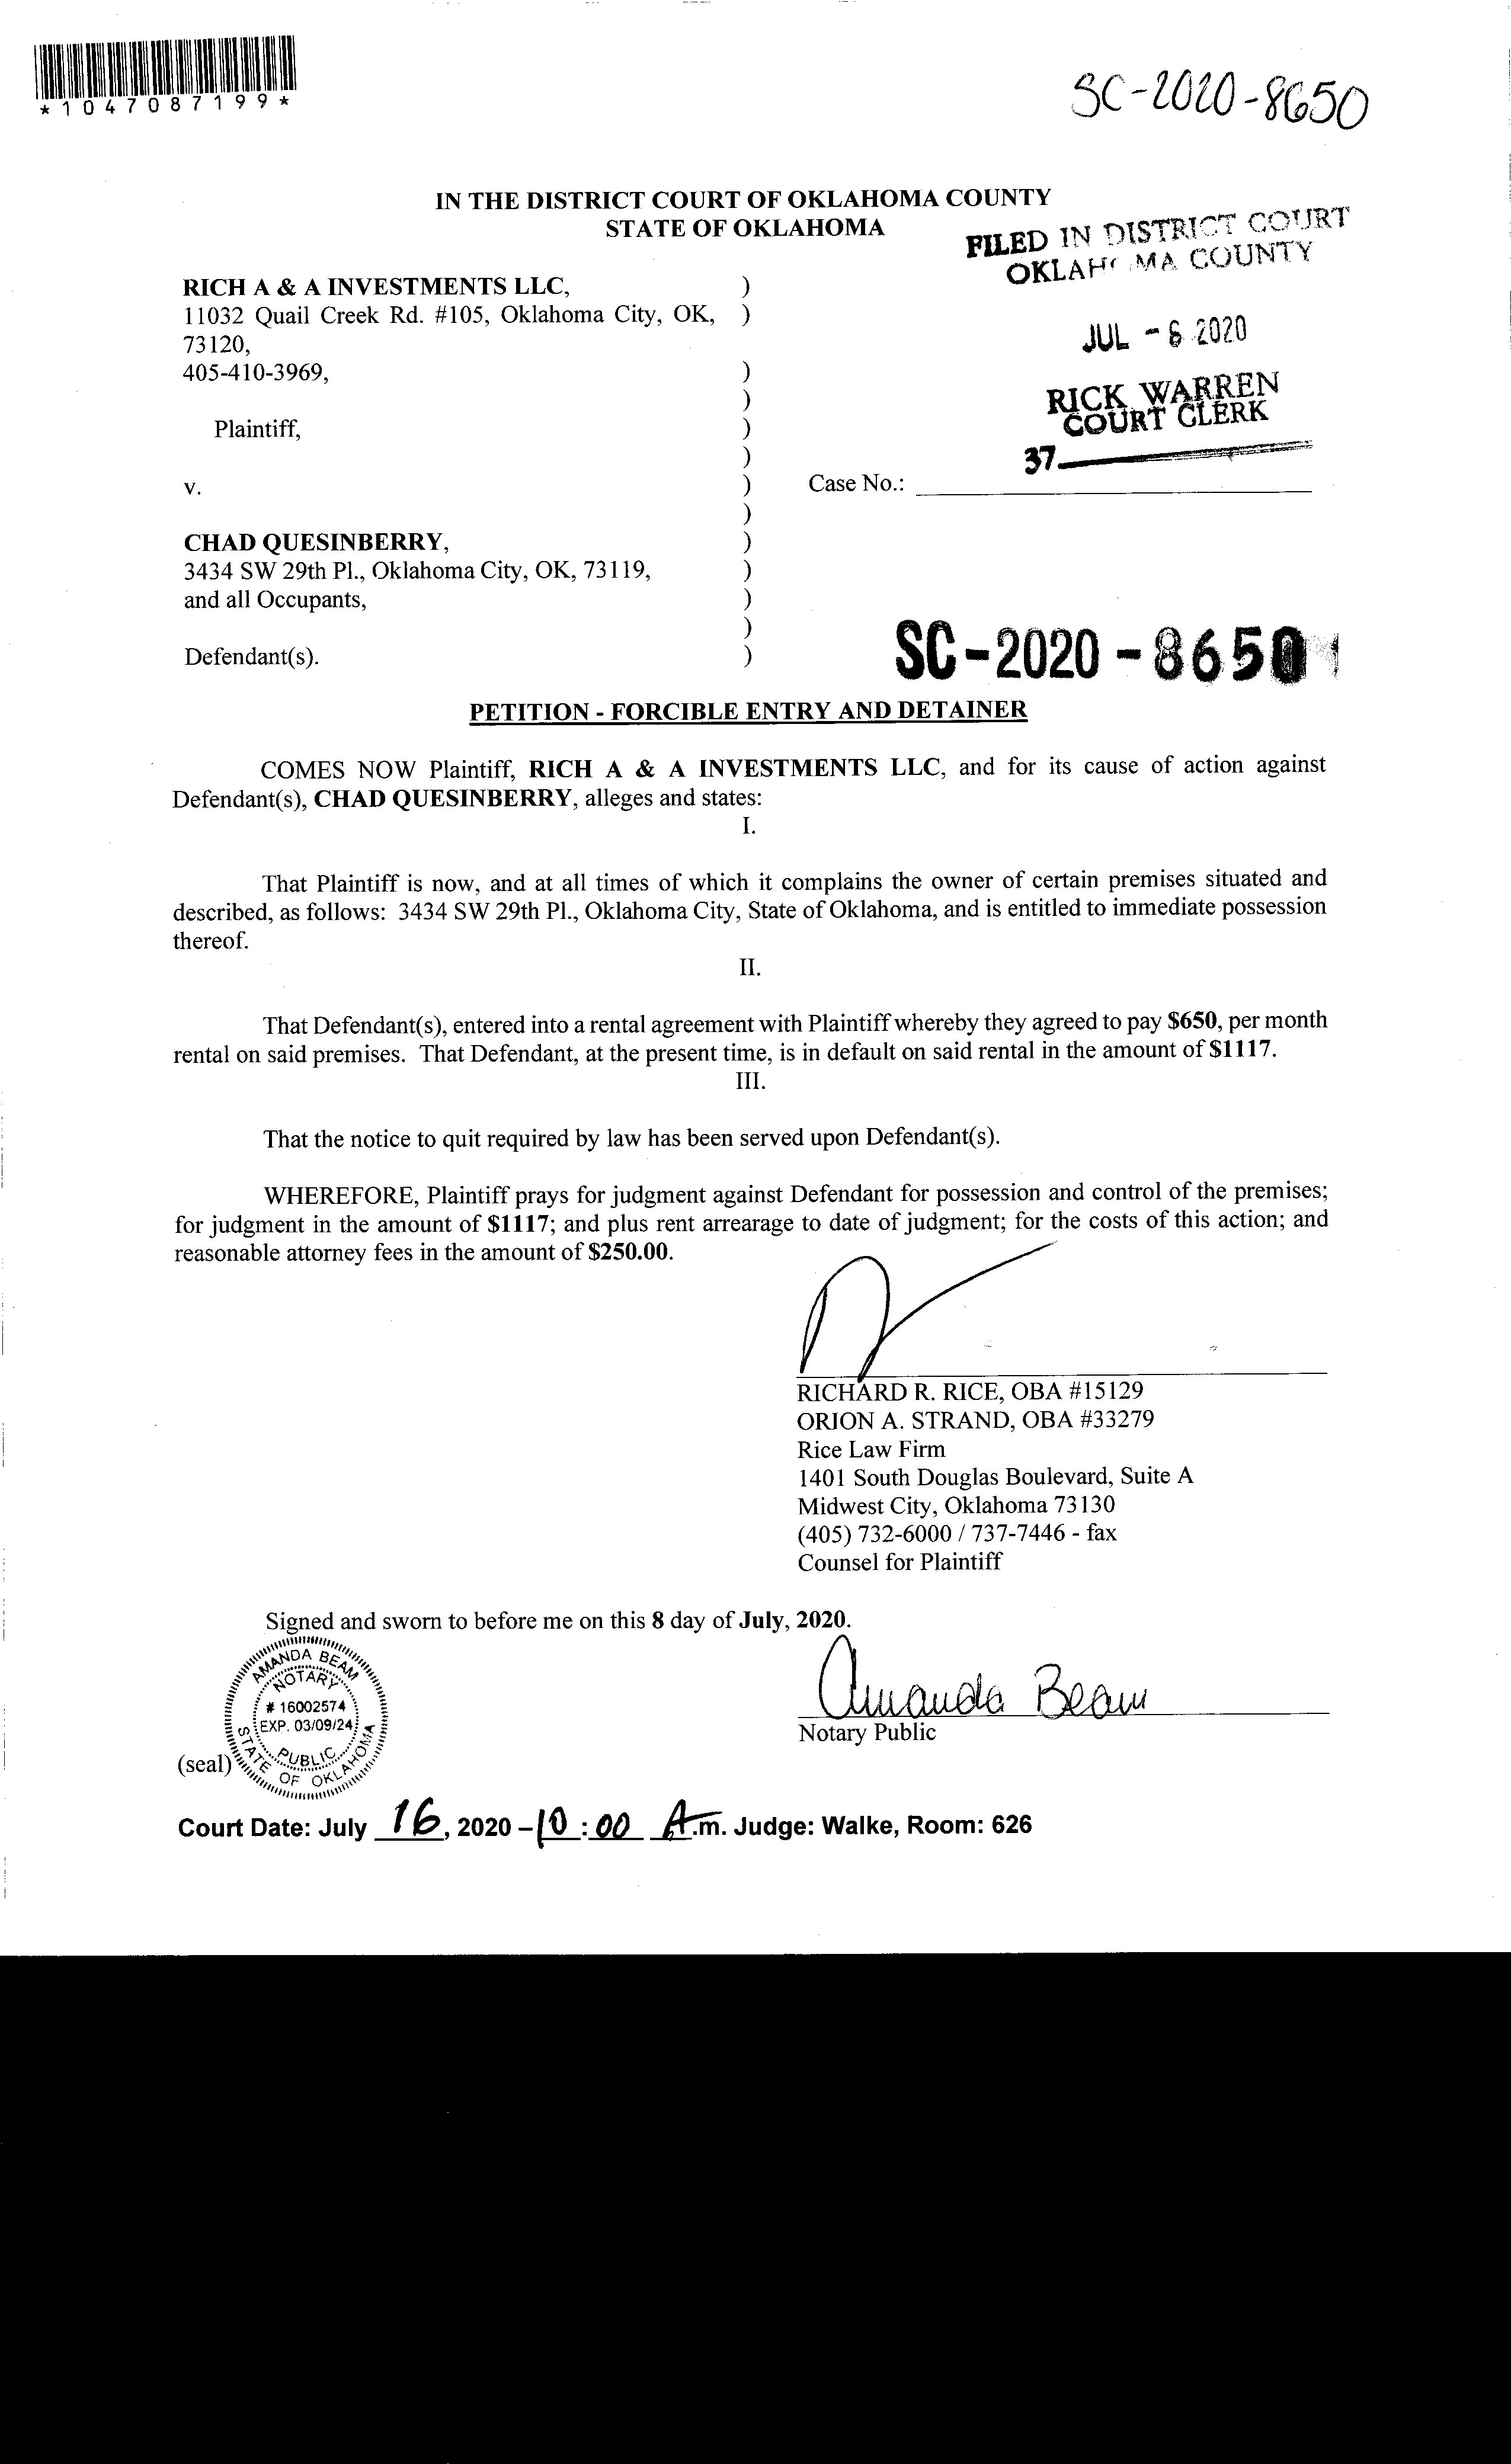 *1047087199*
SC-2020-8650
IN THE DISTRICT COURT OF OKLAHOMA COUNTY
STATE OF OKLAHOMA
FILED IN DISTRICT COURT
OKLAHOMA COUNTY
JUL - 6 2020
RICK WARREN
COURT CLERK
37
RICH A & A INVESTMENTS LLC, )
11032 Quail Creek Rd. #105, Oklahoma City, OK, )
73120,
405-410-3969, )
)
Plaintiff, )
)
v. ) Case No.:
)
CHAD QUESINBERRY, )
3434 SW 29th Pl., Oklahoma City, OK, 73119, )
and all Occupants, )
)
Defendant(s). )
SC-2020-8650
PETITION - FORCIBLE ENTRY AND DETAINER
COMES NOW Plaintiff, RICH A & A INVESTMENTS LLC, and for its cause of action against
Defendant(s), CHAD QUESINBERRY, alleges and states:
I.
That Plaintiff is now, and at all times of which it complains the owner of certain premises situated and
described, as follows: 3434 SW 29th Pl., Oklahoma City, State of Oklahoma, and is entitled to immediate possession
thereof.
II.
That Defendant(s), entered into a rental agreement with Plaintiff whereby they agreed to pay $650, per month
rental on said premises. That Defendant, at the present time, is in default on said rental in the amount of $1117.
III.
That the notice to quit required by law has been served upon Defendant(s).
WHEREFORE, Plaintiff prays for judgment against Defendant for possession and control of the premises;
for judgment in the amount of $1117; and plus rent arrearage to date of judgment; for the costs of this action; and
reasonable attorney fees in the amount of $250.00.
RICHARD R. RICE, OBA #15129
ORION A. STRAND, OBA #33279
Rice Law Firm
1401 South Douglas Boulevard, Suite A
Midwest City, Oklahoma 73130
(405) 732-6000 / 737-7446 - fax
Counsel for Plaintiff
Signed and sworn to before me on this 8 day of July, 2020.
AMANDA BEAM
NOTARY
# 16002574
EXP. 03/09/24
PUBLIC
STATE OF OKLAHOMA
Amanda Beam
Notary Public
(seal)
Court Date: July 16, 2020 – 10:00 A.m. Judge: Walke, Room: 626